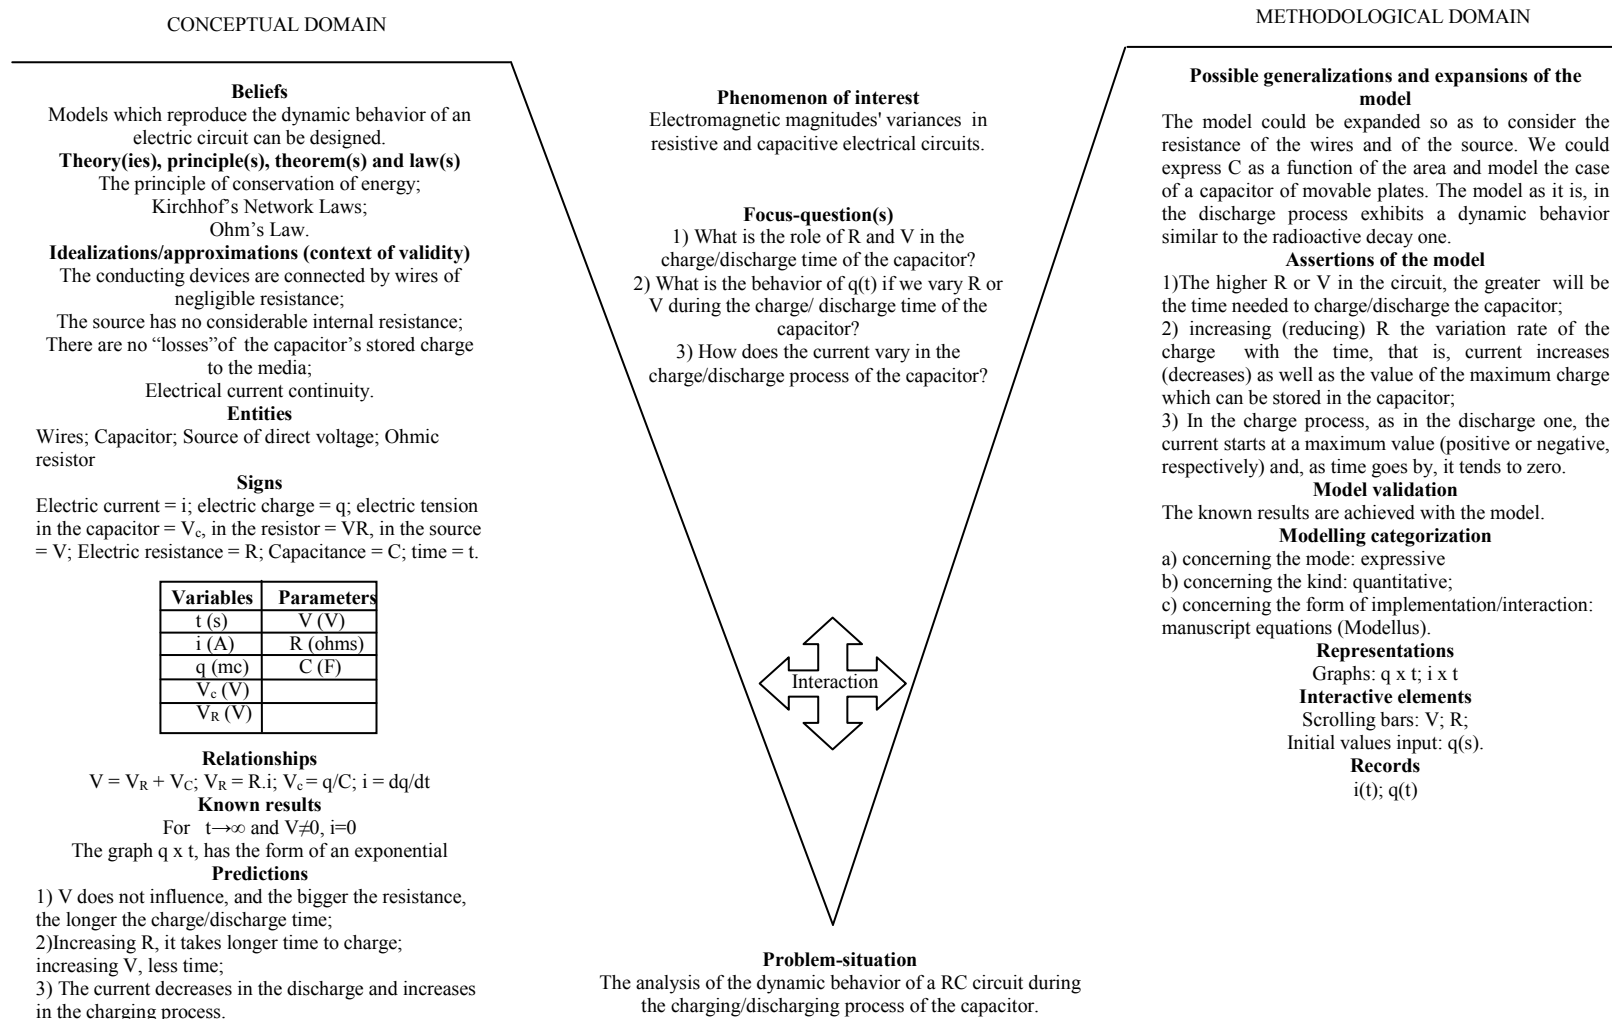 CONCEPTUAL DOMAIN
Beliefs
Models which reproduce the dynamic behavior of an
electric circuit can be designed.
Theory(ies), principle(s), theorem(s) and law(s)
The principle of conservation of energy;
Kirchhof's Network Laws;
Ohm's Law.
Idealizations/approximations (context of validity)
The conducting devices are connected by wires of
negligible resistance;
The source has no considerable internal resistance;
There are no “losses”of the capacitor's stored charge
to the media;
Electrical current continuity.
Entities
Wires; Capacitor; Source of direct voltage; Ohmic
resistor
Signs
Electric current = i; electric charge = q; electric tension
in the capacitor = Vc, in the resistor = VR, in the source
= V; Electric resistance = R; Capacitance = C; time = t.
Variables Parameters
t (s) V (V)
i (A) R (ohms)
q (mc) C (F)
Vc (V)
VR (V)
Relationships
V = VR + VC; VR = R.i; Vc = q/C; i = dq/dt
Known results
For t→∞ and V≠0, i=0
The graph q x t, has the form of an exponential
Predictions
1) V does not influence, and the bigger the resistance,
the longer the charge/discharge time;
2)Increasing R, it takes longer time to charge;
increasing V, less time;
3) The current decreases in the discharge and increases
in the charging process.
Phenomenon of interest
Electromagnetic magnitudes' variances in
resistive and capacitive electrical circuits.
Focus-question(s)
1) What is the role of R and V in the
charge/discharge time of the capacitor?
2) What is the behavior of q(t) if we vary R or
V during the charge/ discharge time of the
capacitor?
3) How does the current vary in the
charge/discharge process of the capacitor?
Interaction
Problem-situation
The analysis of the dynamic behavior of a RC circuit during
the charging/discharging process of the capacitor.
METHODOLOGICAL DOMAIN
Possible generalizations and expansions of the
model
The model could be expanded so as to consider the
resistance of the wires and of the source. We could
express C as a function of the area and model the case
of a capacitor of movable plates. The model as it is, in
the discharge process exhibits a dynamic behavior
similar to the radioactive decay one.
Assertions of the model
1)The higher R or V in the circuit, the greater will be
the time needed to charge/discharge the capacitor;
2) increasing (reducing) R the variation rate of the
charge with the time, that is, current increases
(decreases) as well as the value of the maximum charge
which can be stored in the capacitor;
3) In the charge process, as in the discharge one, the
current starts at a maximum value (positive or negative,
respectively) and, as time goes by, it tends to zero.
Model validation
The known results are achieved with the model.
Modelling categorization
a) concerning the mode: expressive
b) concerning the kind: quantitative;
c) concerning the form of implementation/interaction:
manuscript equations (Modellus).
Representations
Graphs: q x t; i x t
Interactive elements
Scrolling bars: V; R;
Initial values input: q(s).
Records
i(t); q(t)